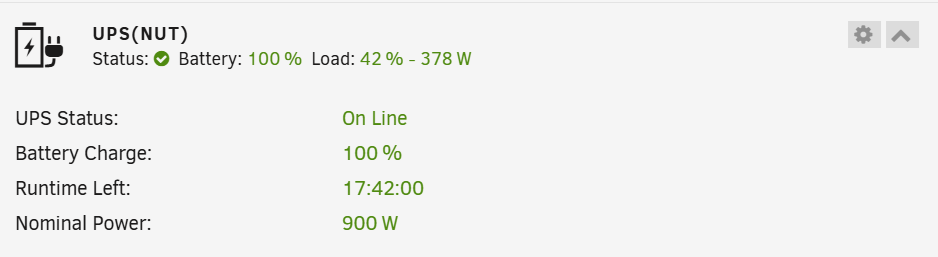 UPS(NUT)
Status: Battery: 100 % Load: 42 % - 378 W
UPS Status: On Line
Battery Charge: 100 %
Runtime Left: 17:42:00
Nominal Power: 900 W